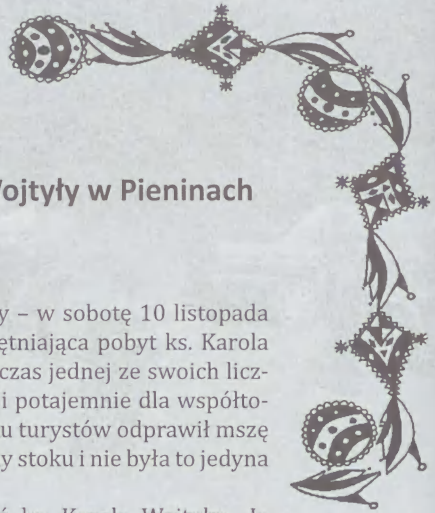 Wojtyły w Pieninach
y – w sobotę 10 listopada
ętniająca pobyt ks. Karola
czas jednej ze swoich licz-
i potajemnie dla współto-
u turystów odprawił mszę
y stoku i nie była to jedyna